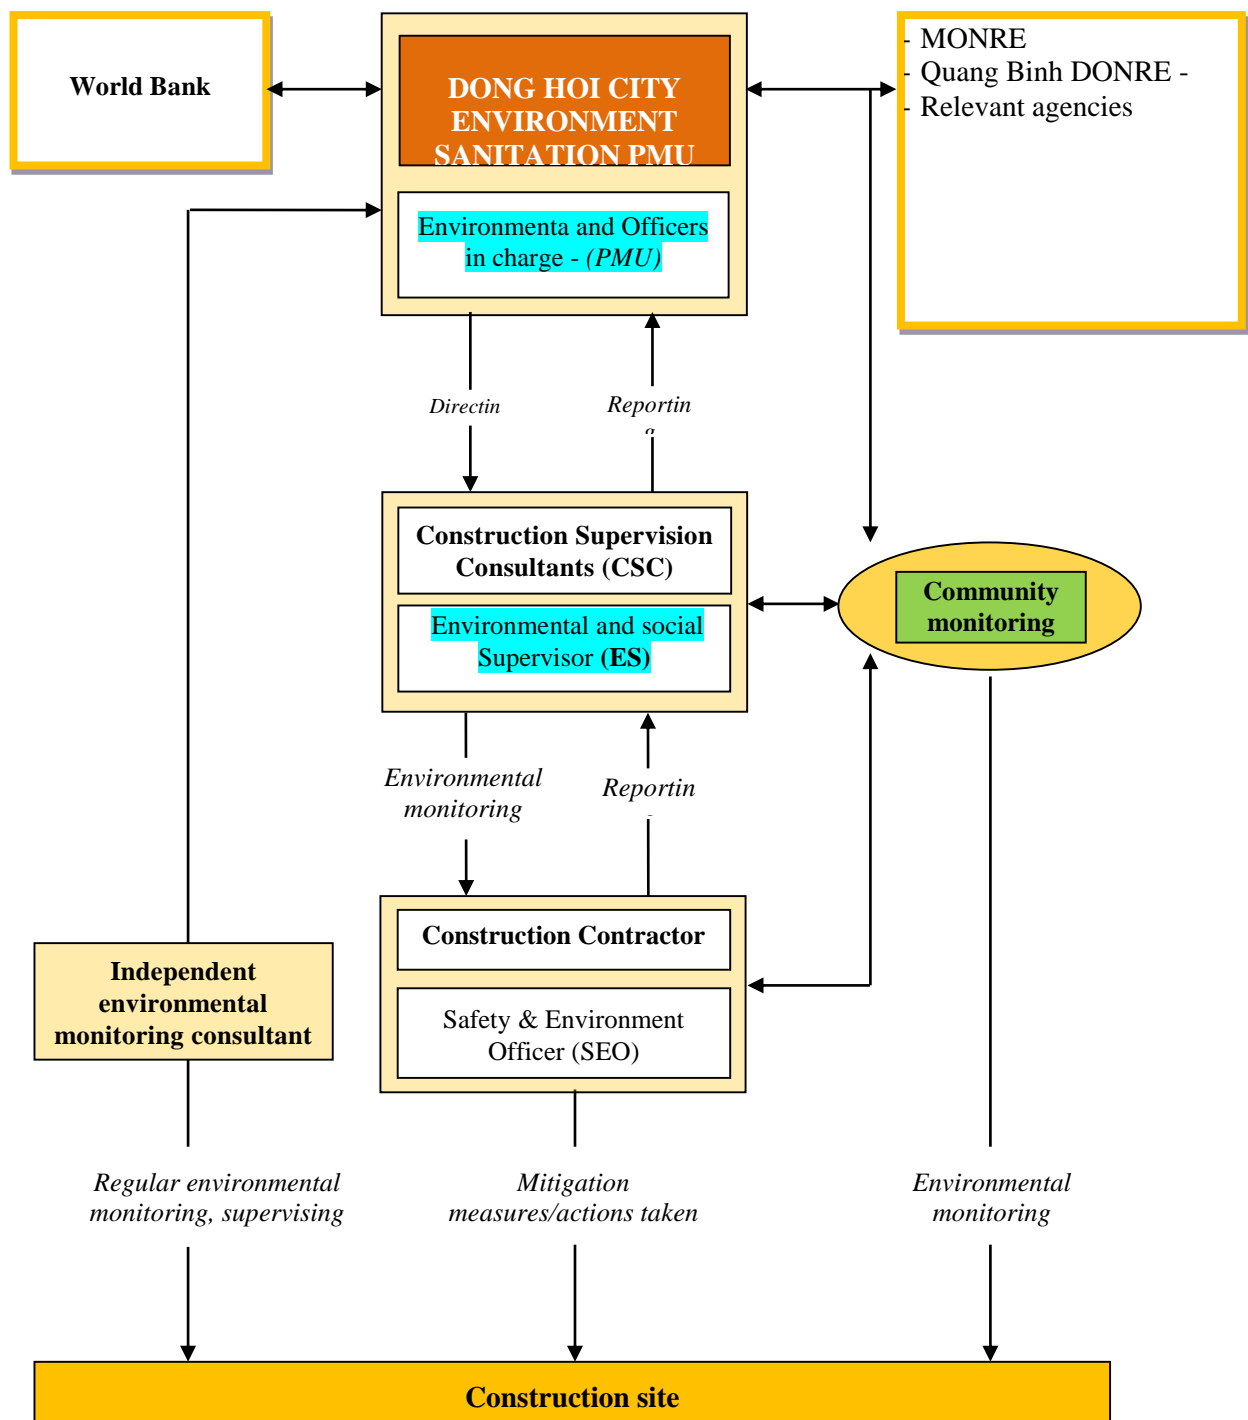 World Bank
DONG HOI CITY
ENVIRONMENT
SANITATION PMU
- MONRE
- Quang Binh DONRE -
- Relevant agencies
Environmenta and Officers
in charge - (PMU)
Directin
Reportin
Construction Supervision
Consultants (CSC)
Environmental and social
Supervisor (ES)
Community
monitoring
Environmental
monitoring
Reportin
Construction Contractor
Safety & Environment
Officer (SEO)
Independent
environmental
monitoring consultant
Regular environmental
monitoring, supervising
Mitigation
measures/actions taken
Environmental
monitoring
Construction site